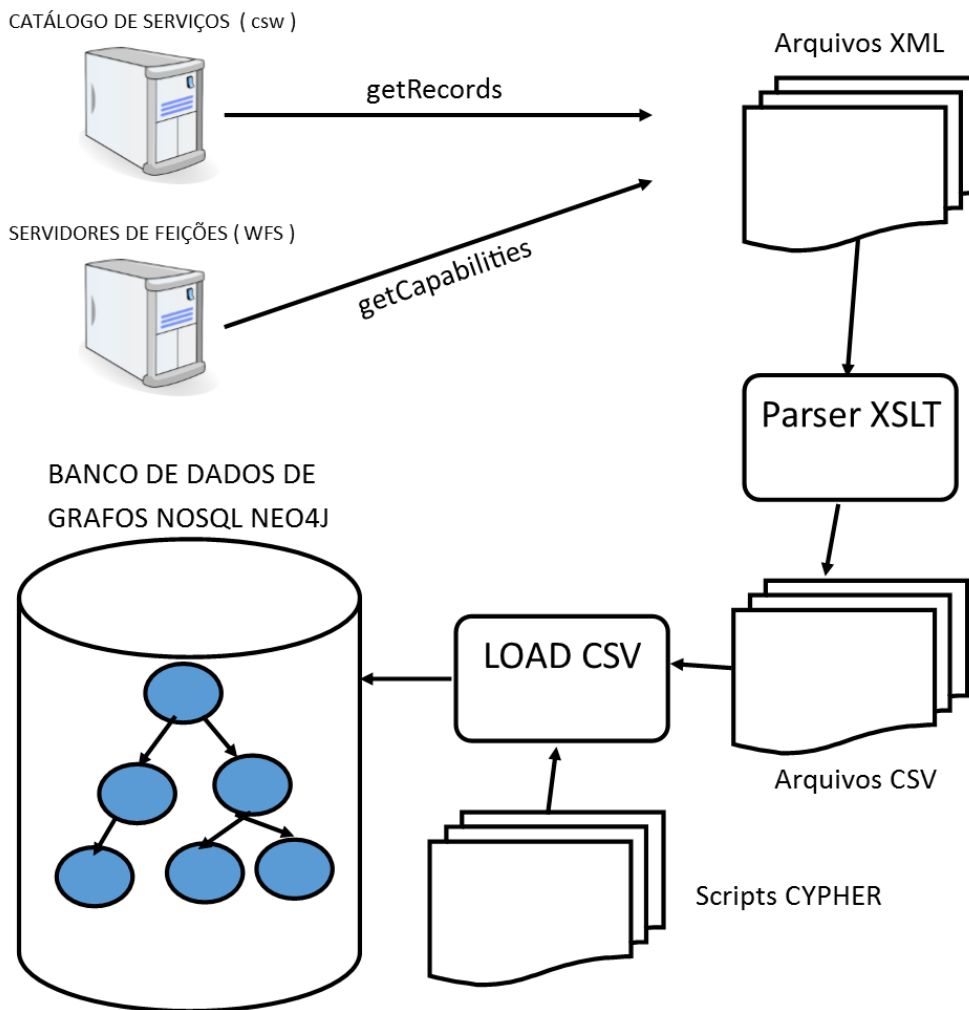 CATÁLOGO DE SERVIÇOS ( csw )
Arquivos XML
getRecords
SERVIDORES DE FEIÇÕES ( WFS )
getCapabilities
Parser XSLT
BANCO DE DADOS DE
GRAFOS NOSQL NEO4J
LOAD CSV
Arquivos CSV
Scripts CYPHER